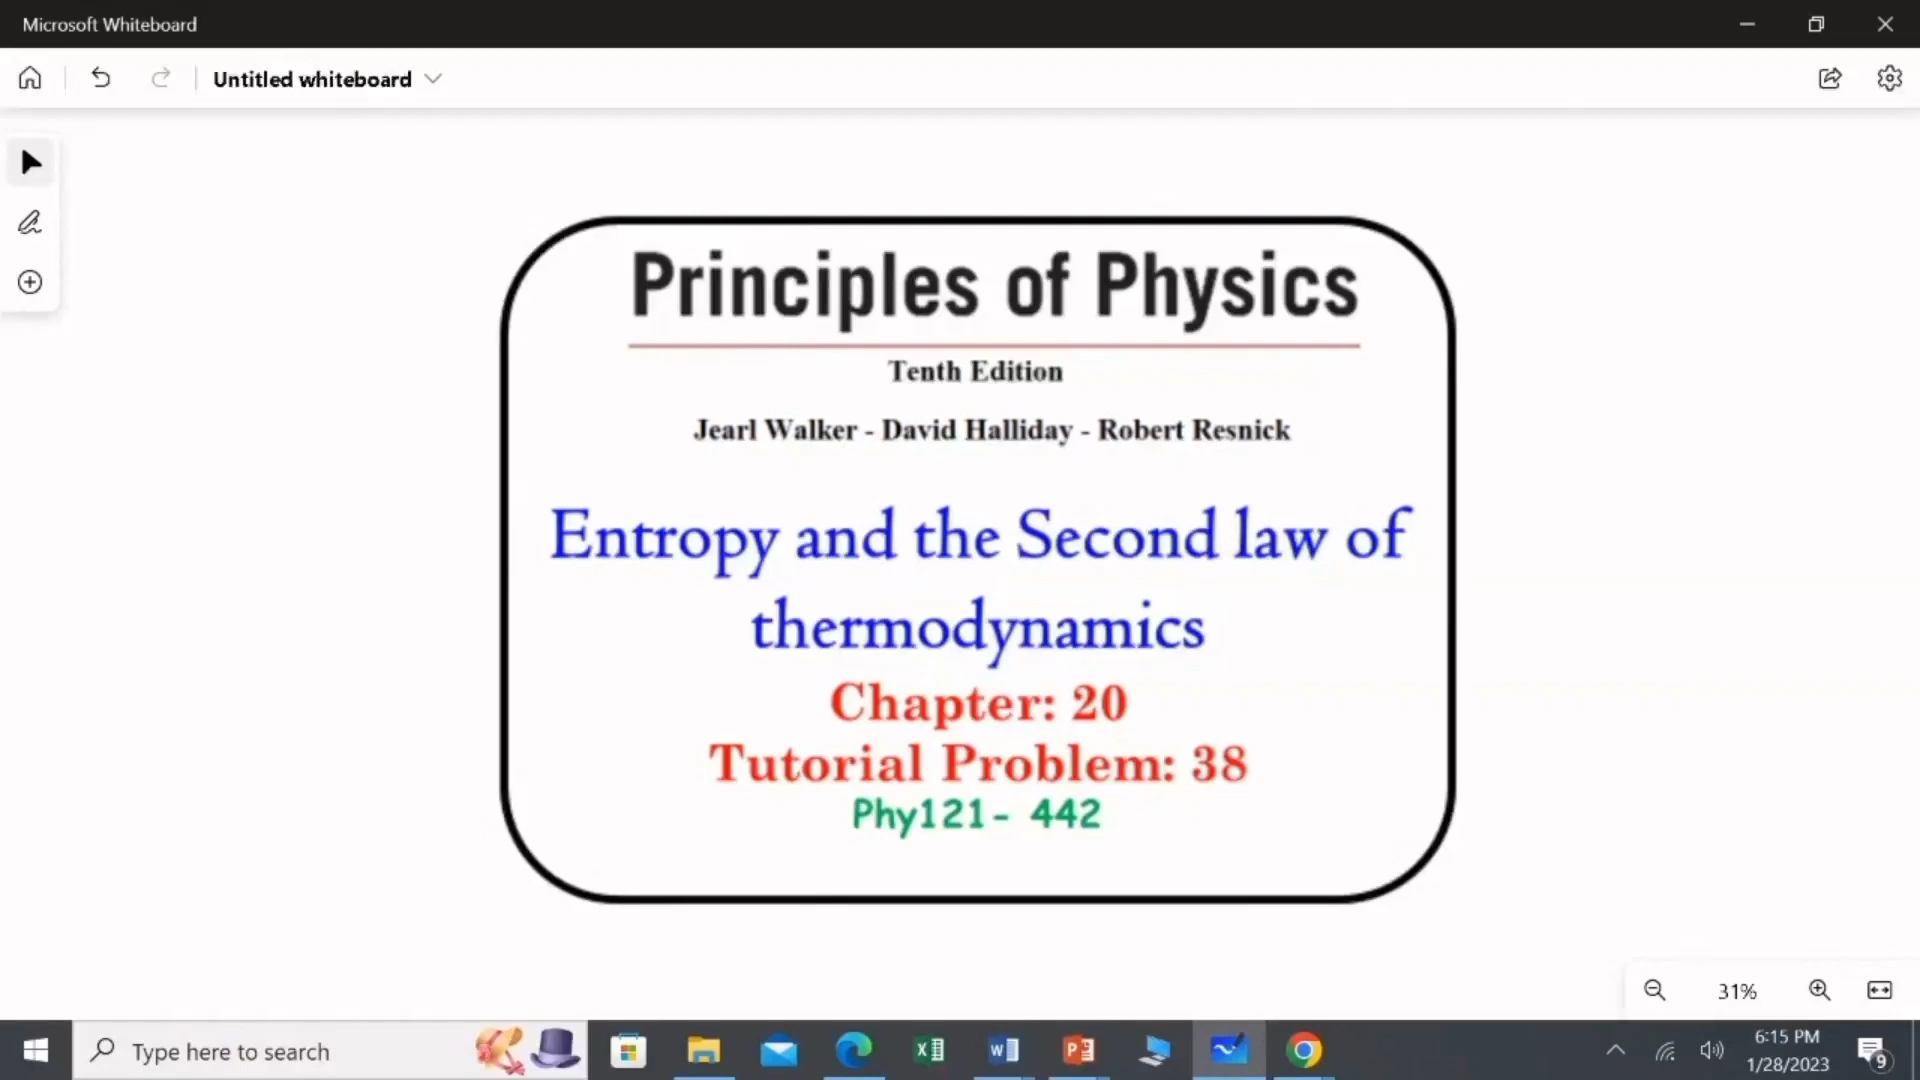 Microsoft Whiteboard
Untitled whiteboard
Principles of Physics
Tenth Edition
Jearl Walker - David Halliday - Robert Resnick
Entropy and the Second law of
thermodynamics
Chapter: 20
Tutorial Problem: 38
Phy121- 442
31%
Type here to search
6:15 PM
1/28/2023
9